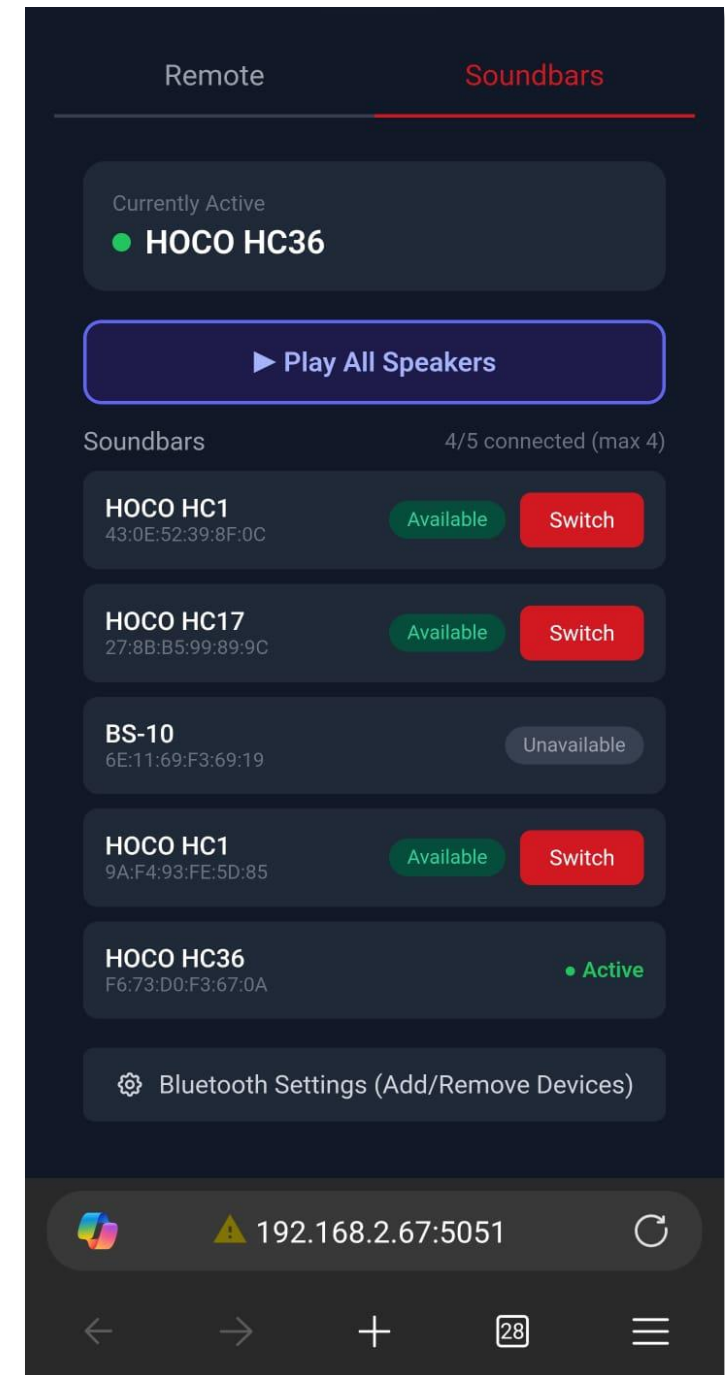 Remote Soundbars
Currently Active
HOCO HC36
▶ Play All Speakers
Soundbars 4/5 connected (max 4)
HOCO HC1
43:0E:52:39:8F:0C
Available Switch
HOCO HC17
27:8B:B5:99:89:9C
Available Switch
BS-10
6E:11:69:F3:69:19
Unavailable
HOCO HC1
9A:F4:93:FE:5D:85
Available Switch
HOCO HC36
F6:73:D0:F3:67:0A
• Active
Bluetooth Settings (Add/Remove Devices)
192.168.2.67:5051
28